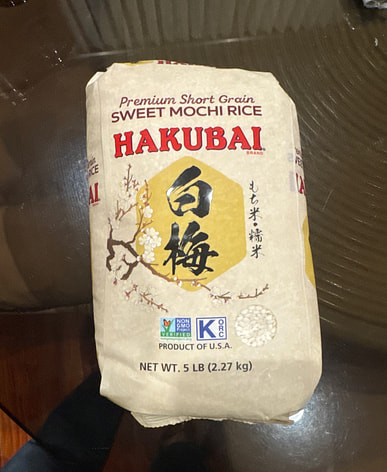 Premium Short Grain
SWEET MOCHI RICE
HAKUBAI
BRAND
白梅
もち米・糯米
NON
GMO
Project
VERIFIED
K
ORC
PRODUCT OF U.S.A.
NET WT. 5 LB (2.27 kg)